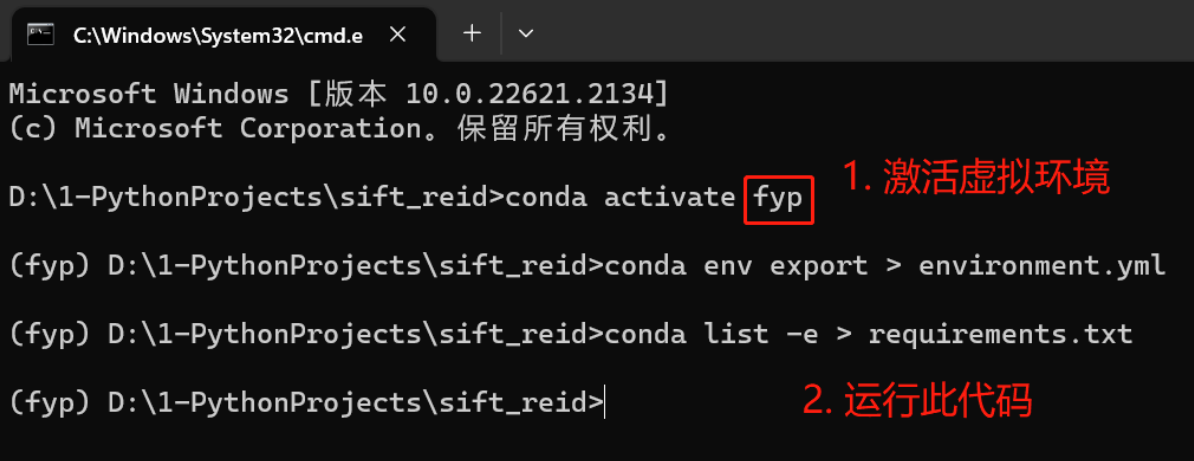 C:\Windows\System32\cmd.e
Microsoft Windows [版本 10.0.22621.2134]
(c) Microsoft Corporation。保留所有权利。
D:\1-PythonProjects\sift_reid>conda activate fyp
1. 激活虚拟环境
(fyp) D:\1-PythonProjects\sift_reid>conda env export > environment.yml
(fyp) D:\1-PythonProjects\sift_reid>conda list -e > requirements.txt
(fyp) D:\1-PythonProjects\sift_reid>
2. 运行此代码